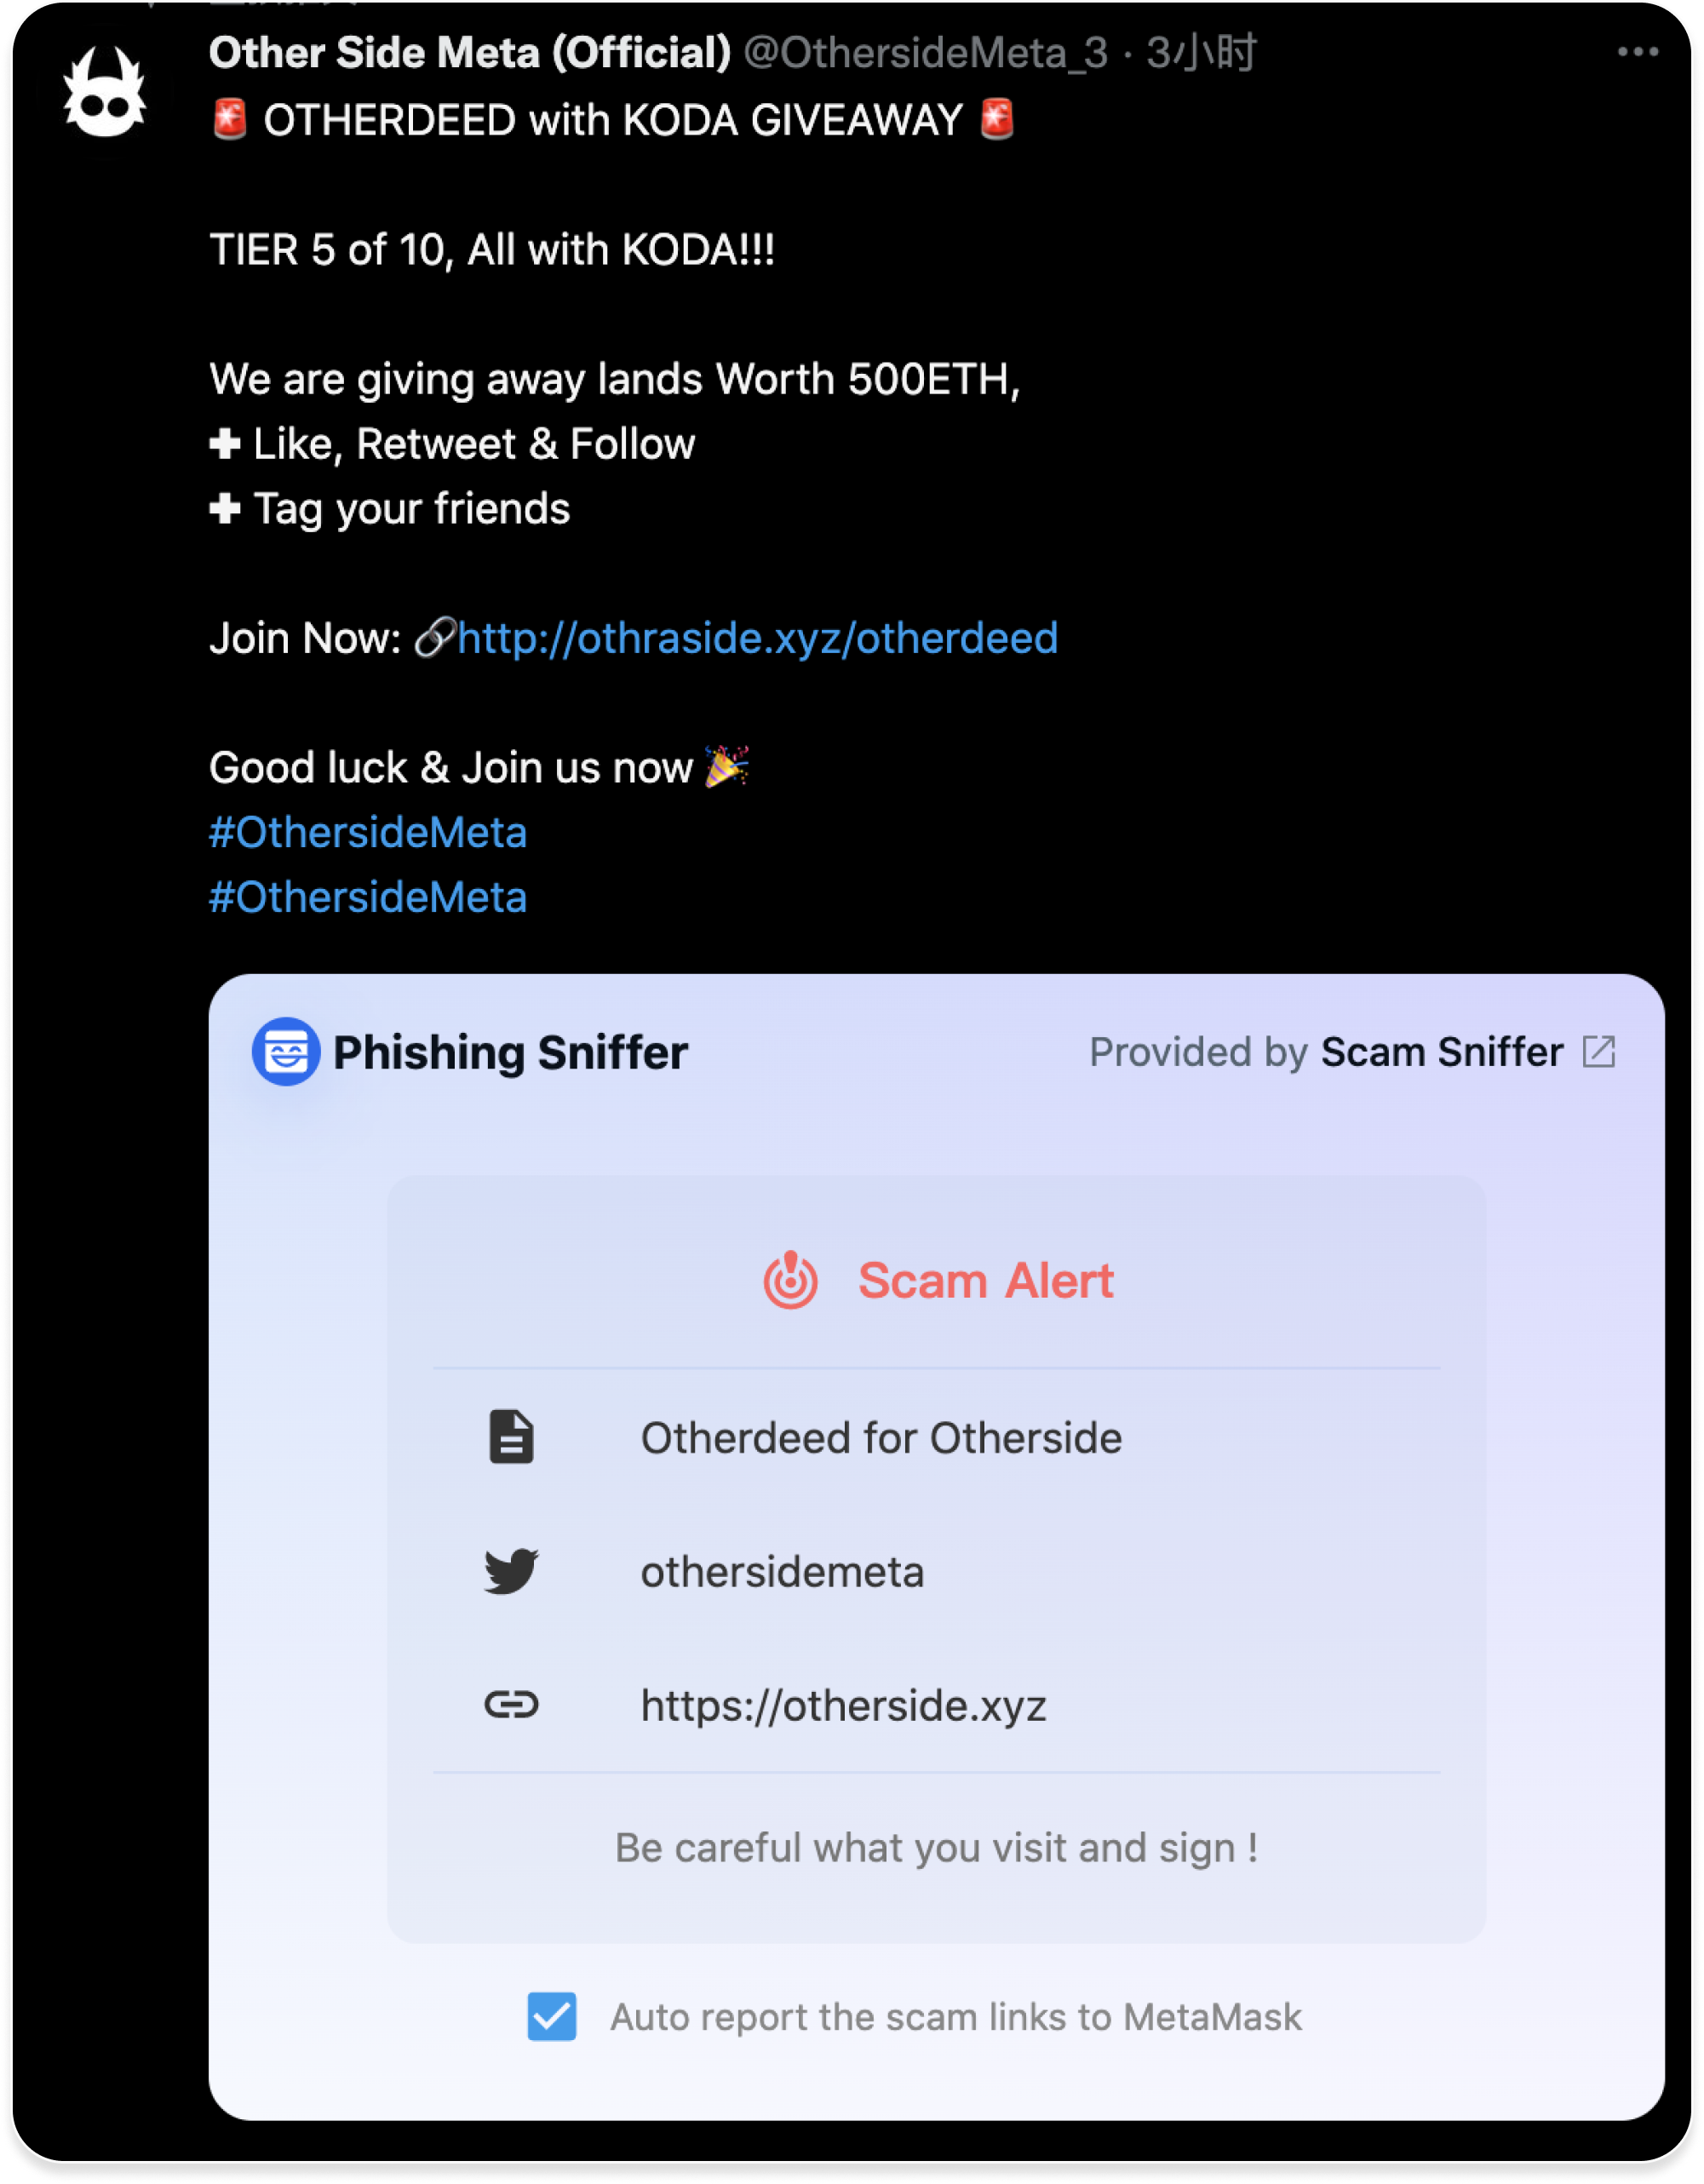 Other Side Meta (Official) @OthersideMeta_3 · 3小时
🚨 OTHERDEED with KODA GIVEAWAY 🚨
TIER 5 of 10, All with KODA!!!
We are giving away lands Worth 500ETH,
➕ Like, Retweet & Follow
➕ Tag your friends
Join Now: 🔗http://othraside.xyz/otherdeed
Good luck & Join us now 🎉
#OthersideMeta
#OthersideMeta
Phishing Sniffer
Provided by Scam Sniffer
Scam Alert
Otherdeed for Otherside
othersidemeta
https://otherside.xyz
Be careful what you visit and sign !
Auto report the scam links to MetaMask